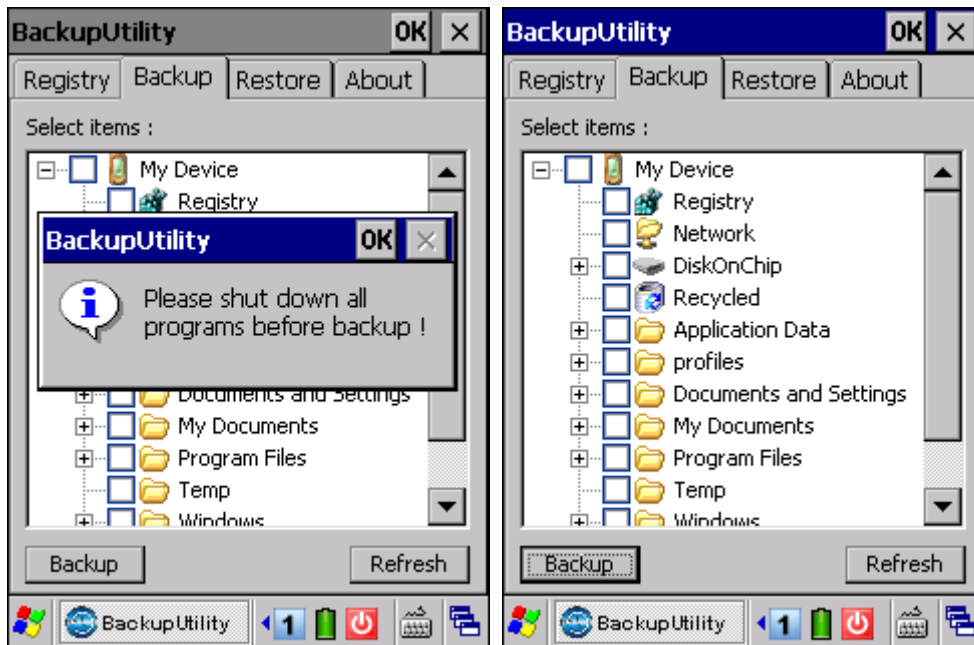 BackupUtility OK
Registry Backup Restore About
Select items :
My Device
Registry
BackupUtility OK
Please shut down all
programs before backup !
Documents and Settings
My Documents
Program Files
Temp
Windows
Backup Refresh
BackupUtility 1
BackupUtility OK
Registry Backup Restore About
Select items :
My Device
Registry
Network
DiskOnChip
Recycled
Application Data
profiles
Documents and Settings
My Documents
Program Files
Temp
Windows
Backup Refresh
BackupUtility 1